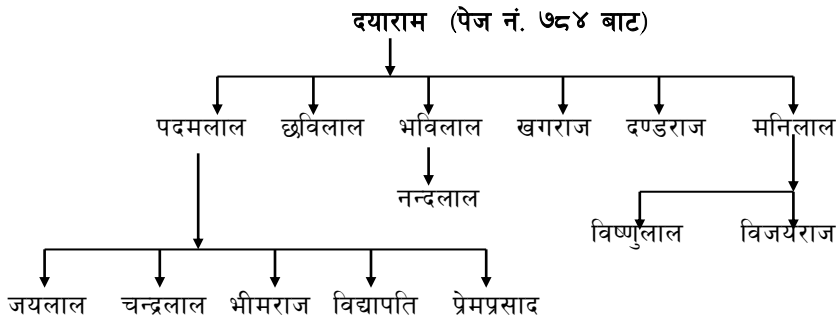 दयाराम (पेज नं. ७८४ बाट)
पदमलाल छविलाल भविलाल खगराज दण्डराज मनिलाल
नन्दलाल
विष्णुलाल विजयराज
जयलाल चन्द्रलाल भीमराज विद्यापति प्रेमप्रसाद